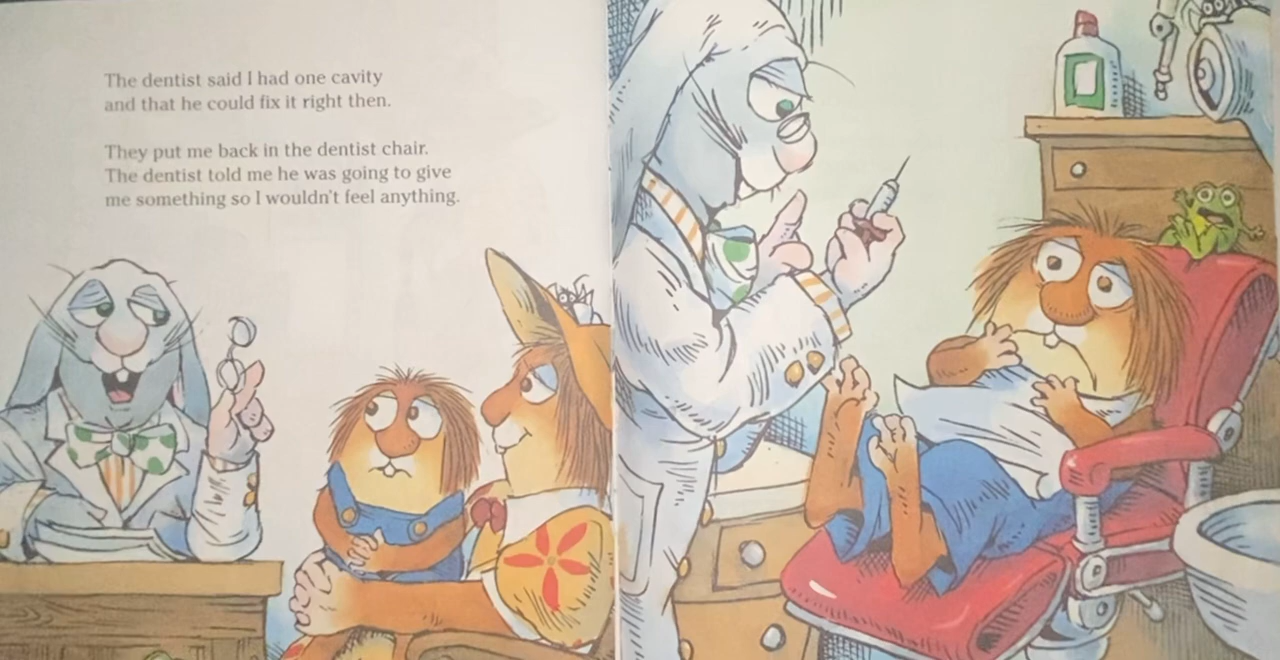 The dentist said I had one cavity
and that he could fix it right then.
They put me back in the dentist chair.
The dentist told me he was going to give
me something so I wouldn't feel anything.